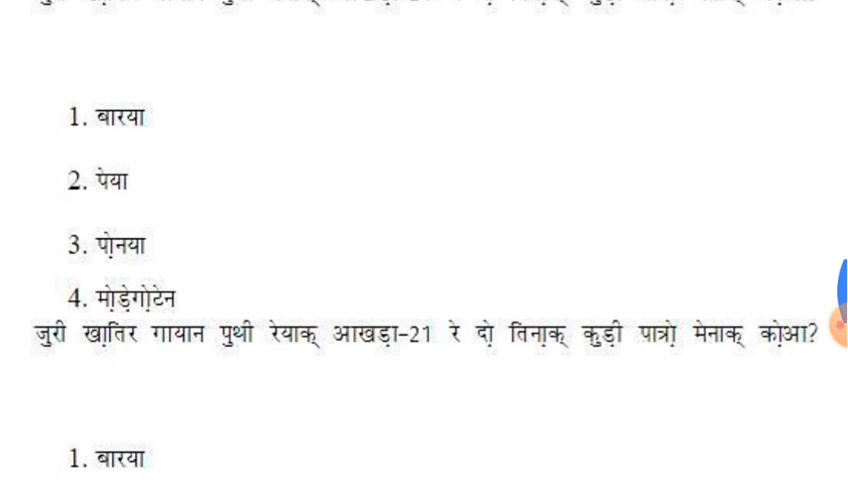 1. बारया
2. पेया
3. पो़नया
4. मो़ड़ेगो़टेन
जुरी खा़तिर गायान पुथी रेयाक् आखड़ा-21 रे दो़ तिना़क् कुड़ी पात्रो़ मेनाक् को़आ?
1. बारया